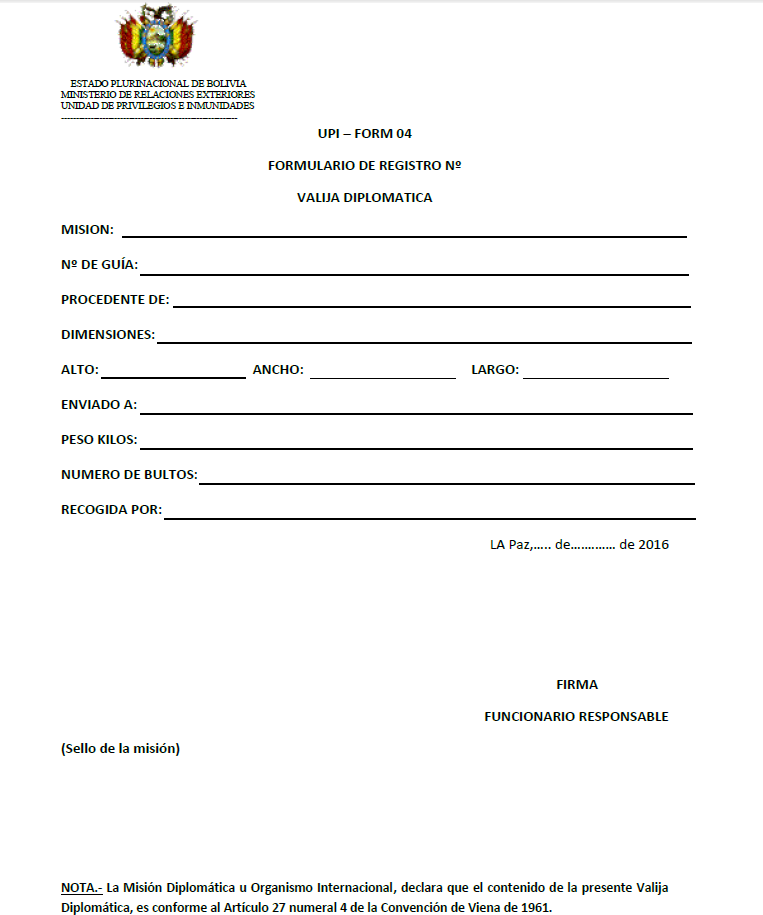 ESTADO PLURINACIONAL DE BOLIVIA
MINISTERIO DE RELACIONES EXTERIORES
UNIDAD DE PRIVILEGIOS E INMUNIDADES
UPI – FORM 04
FORMULARIO DE REGISTRO Nº
VALIJA DIPLOMATICA
MISION:
Nº DE GUÍA:
PROCEDENTE DE:
DIMENSIONES:
ALTO: ANCHO: LARGO:
ENVIADO A:
PESO KILOS:
NUMERO DE BULTOS:
RECOGIDA POR:
LA Paz,..... de............ de 2016
FIRMA
FUNCIONARIO RESPONSABLE
(Sello de la misión)
NOTA.- La Misión Diplomática u Organismo Internacional, declara que el contenido de la presente Valija
Diplomática, es conforme al Artículo 27 numeral 4 de la Convención de Viena de 1961.